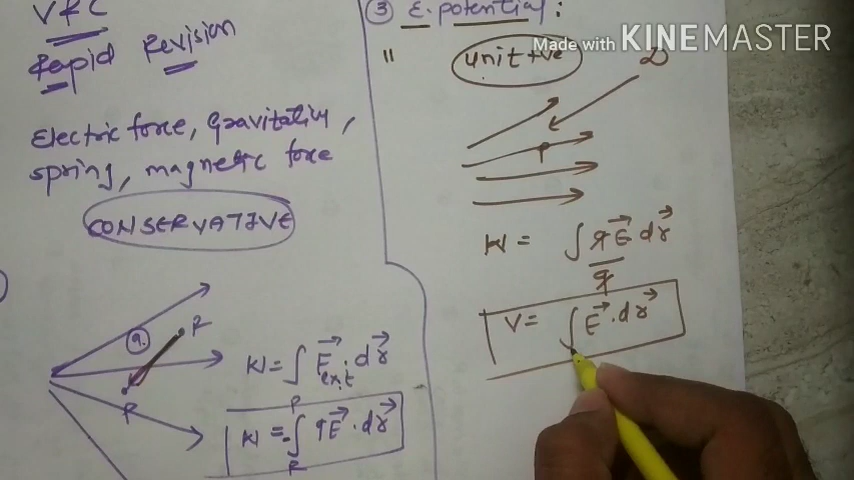 VRC
Rapid Revision
Electric force, gravitation,
spring, magnetic force
CONSERVATIVE
q
R
P
W = ∫ F⃗ext . dr⃗
R
W = -∫ qE⃗ . dr⃗
R
③ E. potential :
"
unit +ve
Made with KINEMASTER
P
W = ∫ qE⃗ dr⃗
q
V = ∫ E⃗ . dr⃗